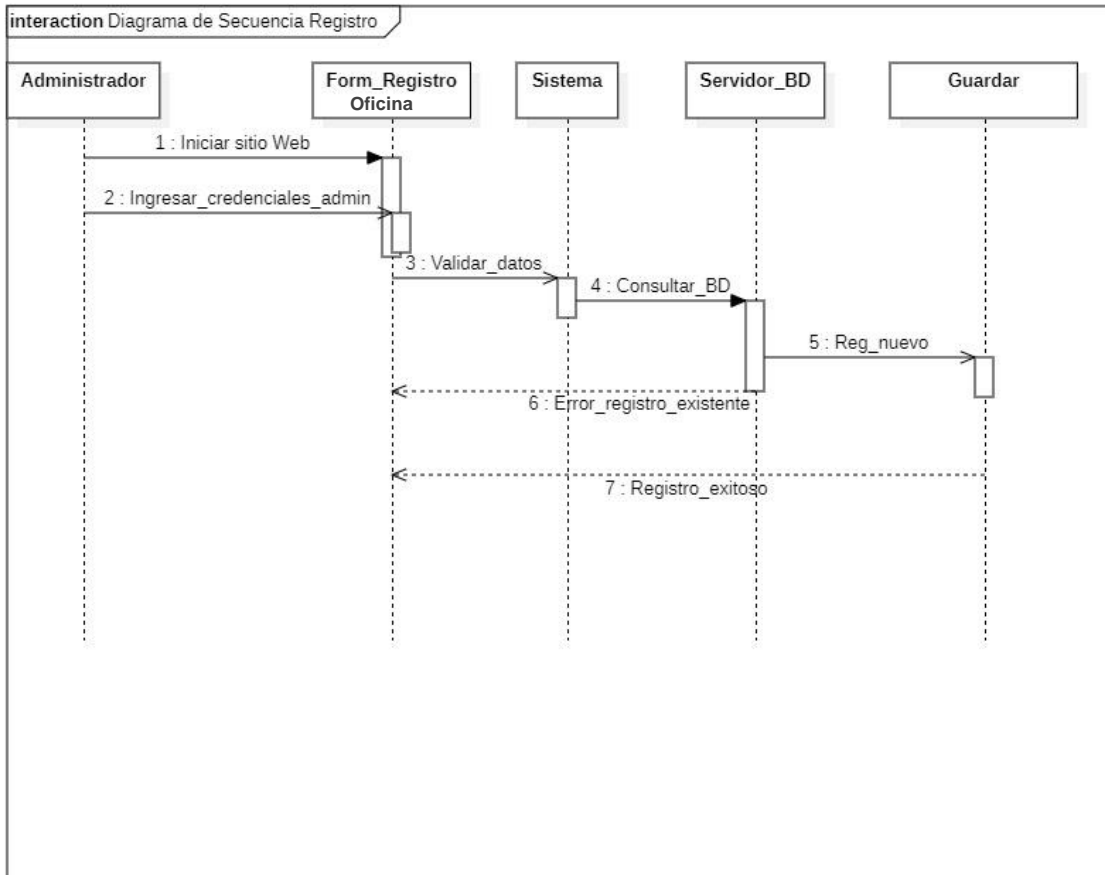 interaction Diagrama de Secuencia Registro
Administrador
Form_Registro
Oficina
Sistema
Servidor_BD
Guardar
1 : Iniciar sitio Web
2 : Ingresar_credenciales_admin
3 : Validar_datos
4 : Consultar_BD
5 : Reg_nuevo
6 : Error_registro_existente
7 : Registro_exitoso